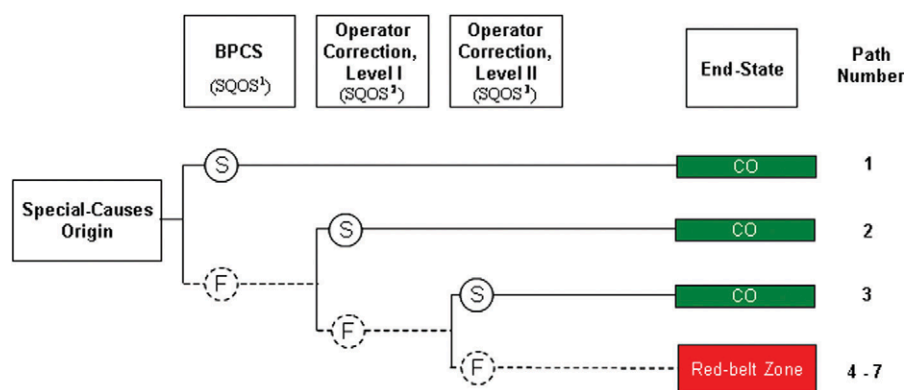 BPCS
(SQOS¹)
Operator
Correction,
Level I
(SQOS²)
Operator
Correction,
Level II
(SQOS³)
End-State
Path
Number
S
CO
1
Special-Causes
Origin
S
CO
2
F
S
CO
3
F
F
Red-belt Zone
4 - 7